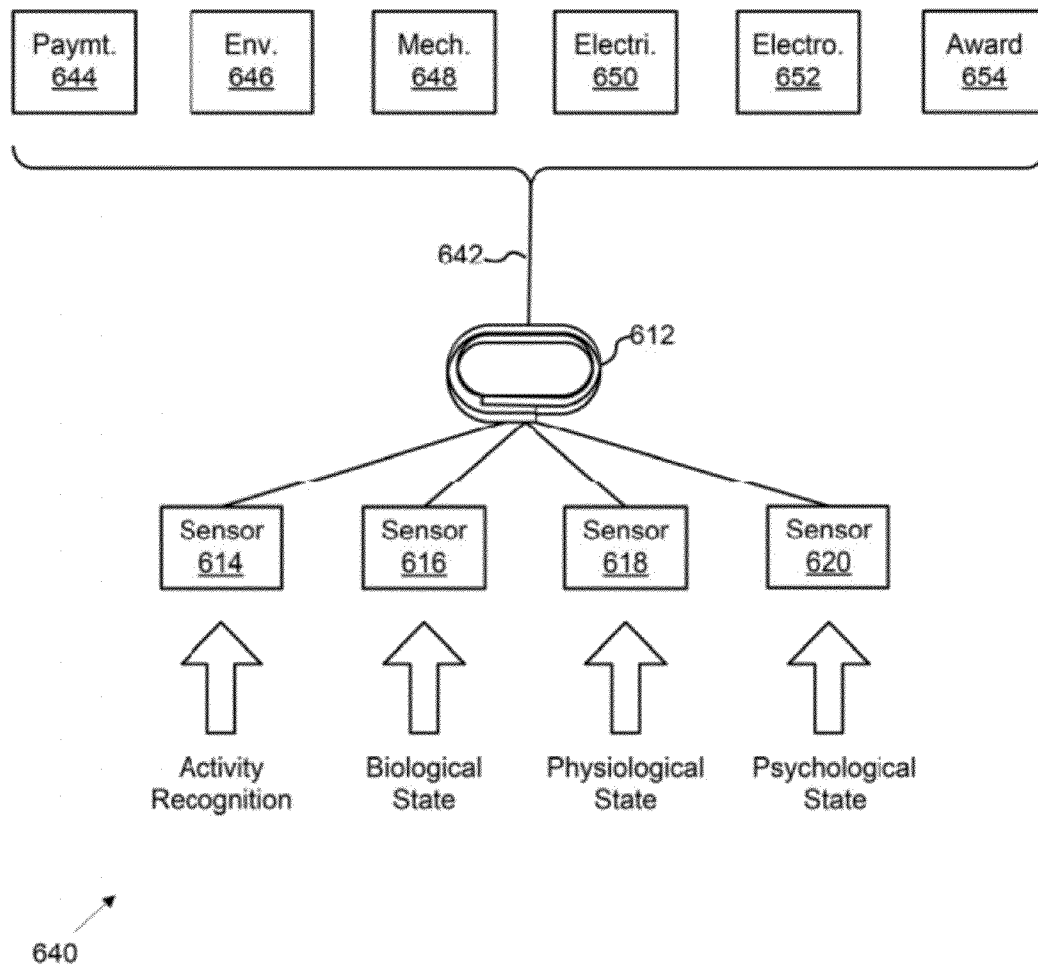 Paymt.
644
Env.
646
Mech.
648
Electri.
650
Electro.
652
Award
654
642
612
Sensor
614
Sensor
616
Sensor
618
Sensor
620
Activity
Recognition
Biological
State
Physiological
State
Psychological
State
640